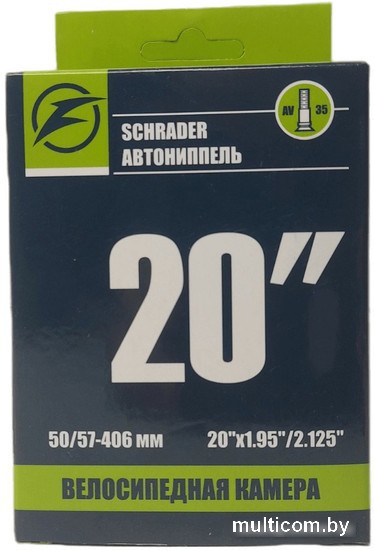 SCHRADER
АВТОНИППЕЛЬ
AV 35
20"
50/57-406 мм 20"x1.95"/2.125"
ВЕЛОСИПЕДНАЯ КАМЕРА
multicom.by